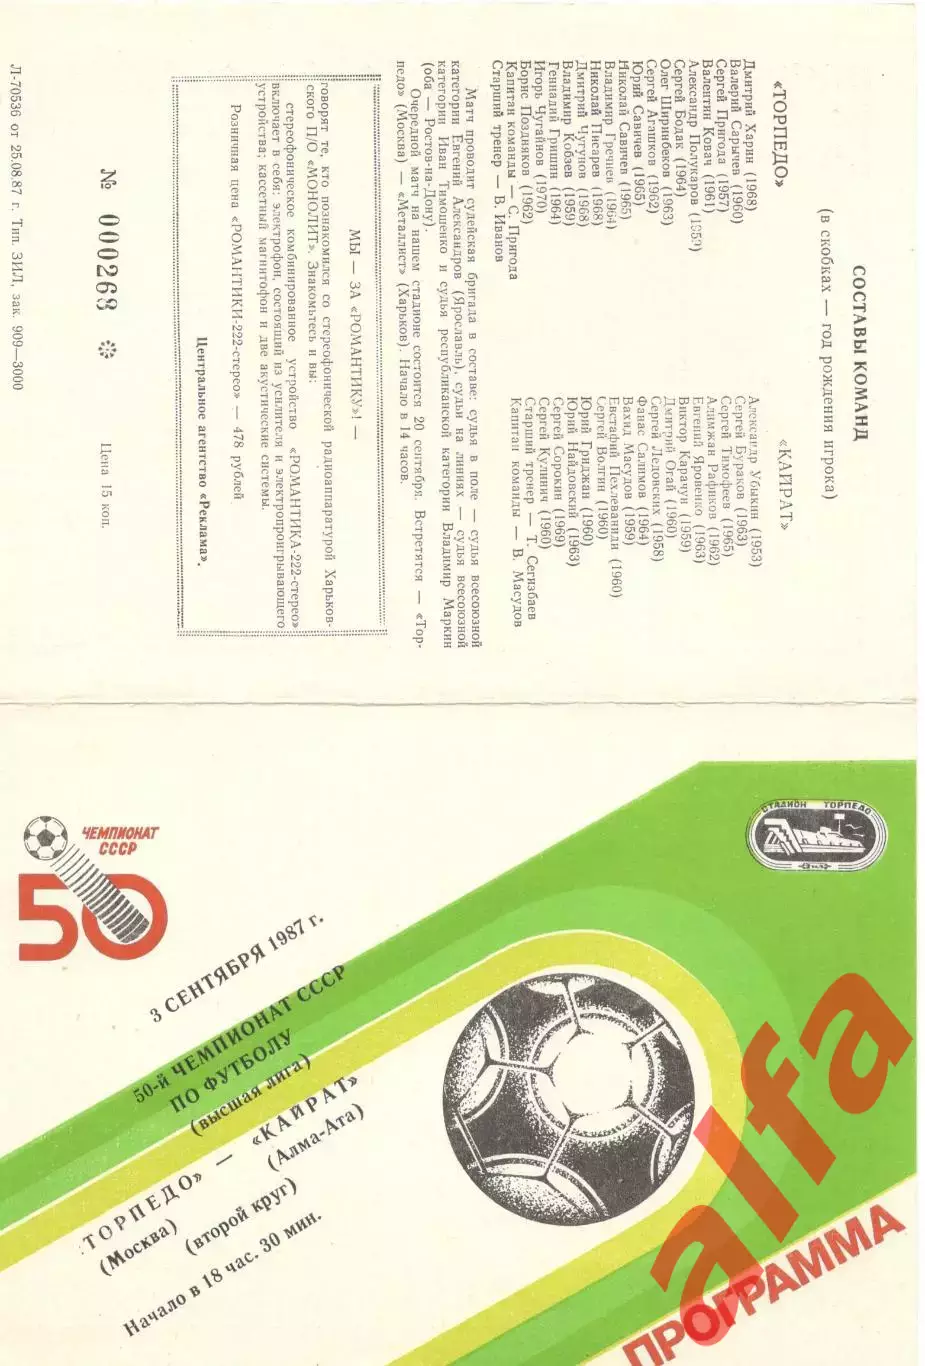 СОСТАВЫ КОМАНД
(в скобках — год рождения игрока)
«ТОРПЕДО»
Дмитрий Харин (1968)
Валерий Сарычев (1960)
Сергей Пригода (1957)
Валентин Ковач (1961)
Александр Полукаров (1959)
Сергей Бодак (1964)
Олег Ширинбеков (1963)
Сергей Агашков (1962)
Юрий Савичев (1965)
Николай Савичев (1965)
Владимир Гречнев (1964)
Николай Писарев (1968)
Дмитрий Чугунов (1968)
Владимир Кобзев (1959)
Геннадий Гришин (1964)
Игорь Чугайнов (1970)
Борис Поздняков (1962)
Капитан команды — С. Пригода
Старший тренер — В. Иванов
«КАЙРАТ»
Александр Убыкин (1953)
Сергей Бураков (1963)
Сергей Тимофеев (1965)
Алимжан Рафиков (1962)
Евгений Яровенко (1963)
Виктор Карачун (1959)
Дмитрий Огай (1960)
Сергей Ледовских (1958)
Фанас Салимов (1964)
Вахид Масудов (1959)
Евстафий Пехлеваниди (1960)
Сергей Волгин (1960)
Юрий Гриджан (1960)
Юрий Найдовский (1963)
Сергей Сорокин (1969)
Сергей Кулинич (1960)
Старший тренер — Т. Сегизбаев
Капитан команды — В. Масудов
Матч проводит судейская бригада в составе: судья в поле — судья всесоюзной
категории Евгений Александров (Ярославль), судьи на линиях — судья всесоюзной
категории Иван Тимошенко и судья республиканской категории Владимир Маркин
(оба — Ростов-на-Дону).
Очередной матч на нашем стадионе состоится 20 сентября. Встретятся — «Тор-
педо» (Москва) — «Металлист» (Харьков). Начало в 14 часов.
МЫ — ЗА «РОМАНТИКУ»! —
говорят те, кто познакомился со стереофонической радиоаппаратурой Харьков-
ского П/О «МОНОЛИТ». Знакомьтесь и вы:
стереофоническое комбинированное устройство «РОМАНТИКА-222-стерео»
включает в себя: электрофон, состоящий из усилителя и электропроигрывающего
устройства; кассетный магнитофон и две акустические системы.
Розничная цена «РОМАНТИКИ-222-стерео» — 478 рублей
Центральное агентство «Реклама».
№ 000263
Цена 15 коп.
Л-70536 от 25.08.87 г. Тип. ЗИЛ, зак. 909—3000
ЧЕМПИОНАТ
СССР
50
СТАДИОН ТОРПЕДО
ЗИЛ
3 СЕНТЯБРЯ 1987 г.
50-й ЧЕМПИОНАТ СССР
ПО ФУТБОЛУ
(высшая лига)
ТОРПЕДО» — «КАЙРАТ»
(Москва) (Алма-Ата)
(второй круг)
Начало в 18 час. 30 мин.
ПРОГРАММА
alfa